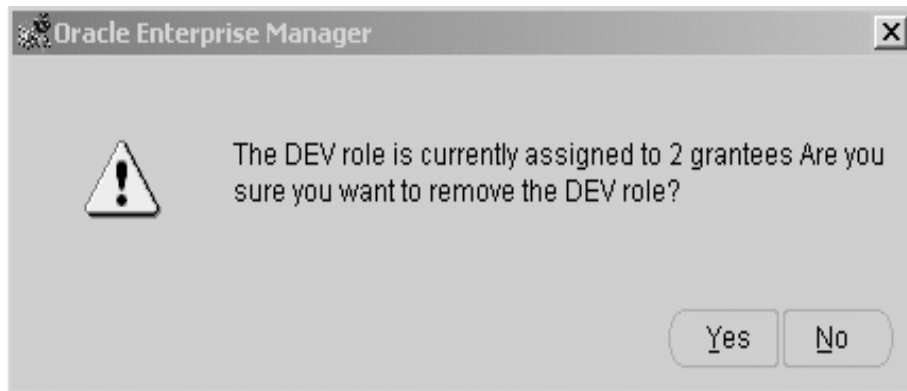 Oracle Enterprise Manager
The DEV role is currently assigned to 2 grantees Are you
sure you want to remove the DEV role?
Yes No